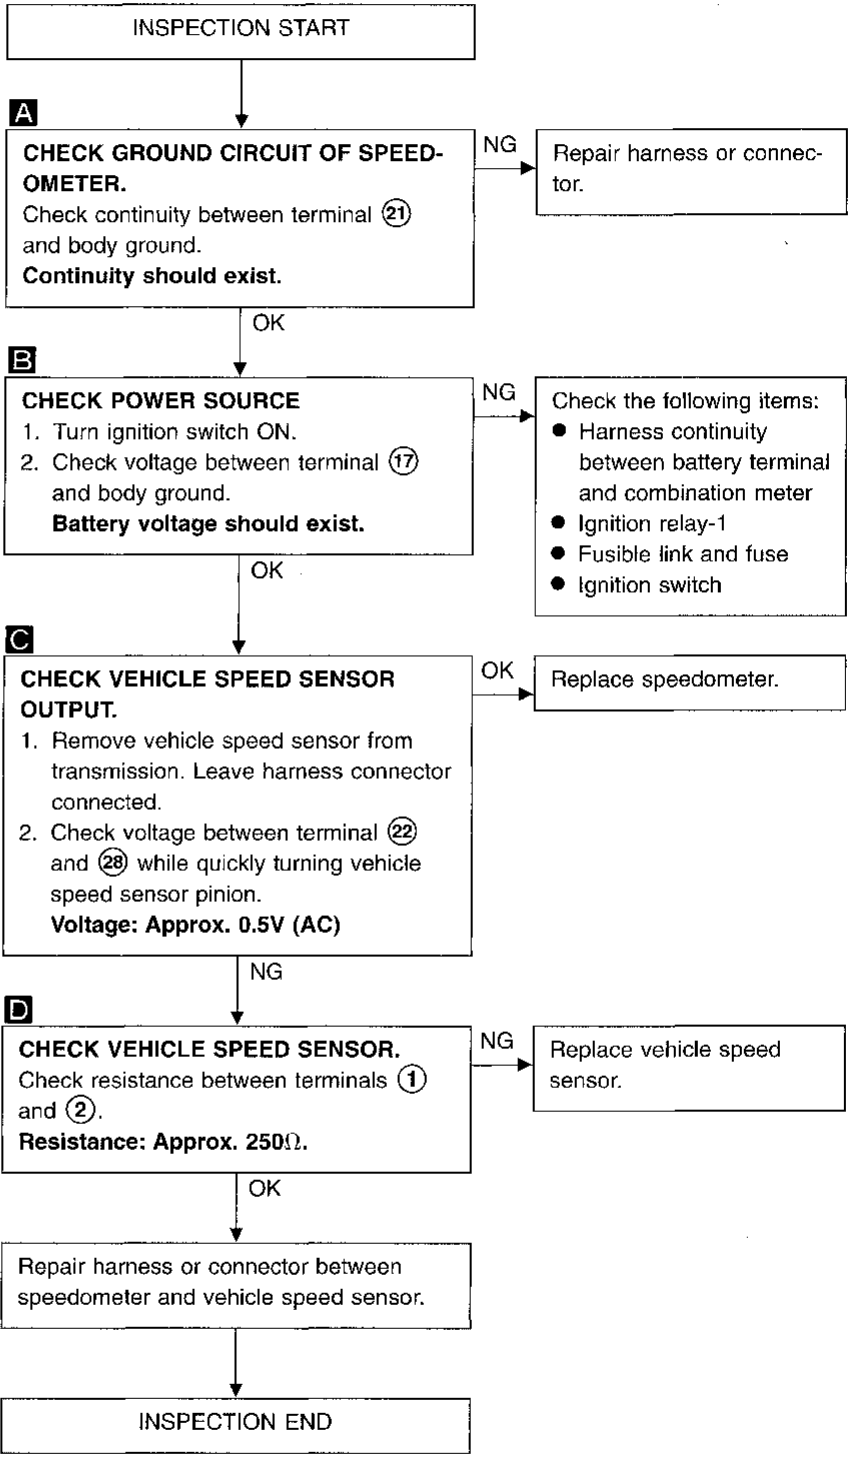 INSPECTION START
A
CHECK GROUND CIRCUIT OF SPEED-
OMETER.
Check continuity between terminal 21
and body ground.
Continuity should exist.
NG
Repair harness or connec-
tor.
OK
B
CHECK POWER SOURCE
1. Turn ignition switch ON.
2. Check voltage between terminal 17
and body ground.
Battery voltage should exist.
NG
Check the following items:
● Harness continuity
between battery terminal
and combination meter
● Ignition relay-1
● Fusible link and fuse
● Ignition switch
OK
C
CHECK VEHICLE SPEED SENSOR
OUTPUT.
1. Remove vehicle speed sensor from
transmission. Leave harness connector
connected.
2. Check voltage between terminal 22
and 28 while quickly turning vehicle
speed sensor pinion.
Voltage: Approx. 0.5V (AC)
OK
Replace speedometer.
NG
D
CHECK VEHICLE SPEED SENSOR.
Check resistance between terminals 1
and 2.
Resistance: Approx. 250Ω.
NG
Replace vehicle speed
sensor.
OK
Repair harness or connector between
speedometer and vehicle speed sensor.
INSPECTION END